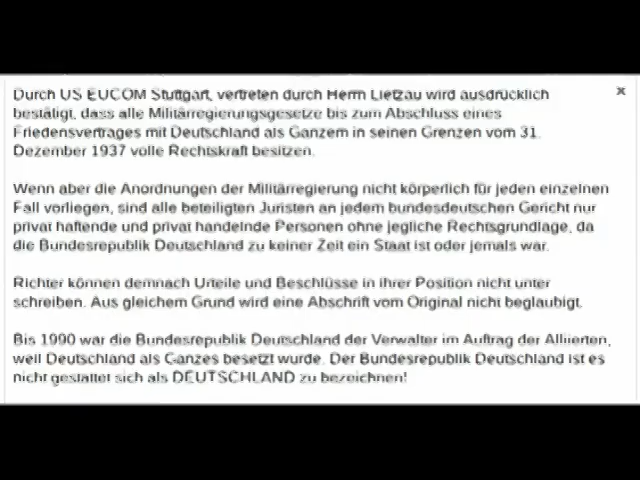 Durch US EUCOM Stuttgart, vertreten durch Herrn Lietzau wird ausdrücklich
bestätigt, dass alle Militärregierungsgesetze bis zum Abschluss eines
Friedensvertrages mit Deutschland als Ganzem in seinen Grenzen vom 31.
Dezember 1937 volle Rechtskraft besitzen.
Wenn aber die Anordnungen der Militärregierung nicht körperlich für jeden einzelnen
Fall vorliegen, sind alle beteiligten Juristen an jedem bundesdeutschen Gericht nur
privat haftende und privat handelnde Personen ohne jegliche Rechtsgrundlage, da
die Bundesrepublik Deutschland zu keiner Zeit ein Staat ist oder jemals war.
Richter können demnach Urteile und Beschlüsse in ihrer Position nicht unter
schreiben. Aus gleichem Grund wird eine Abschrift vom Original nicht beglaubigt.
Bis 1990 war die Bundesrepublik Deutschland der Verwalter im Auftrag der Alliierten,
weil Deutschland als Ganzes besetzt wurde. Der Bundesrepublik Deutschland ist es
nicht gestattet sich als DEUTSCHLAND zu bezeichnen!